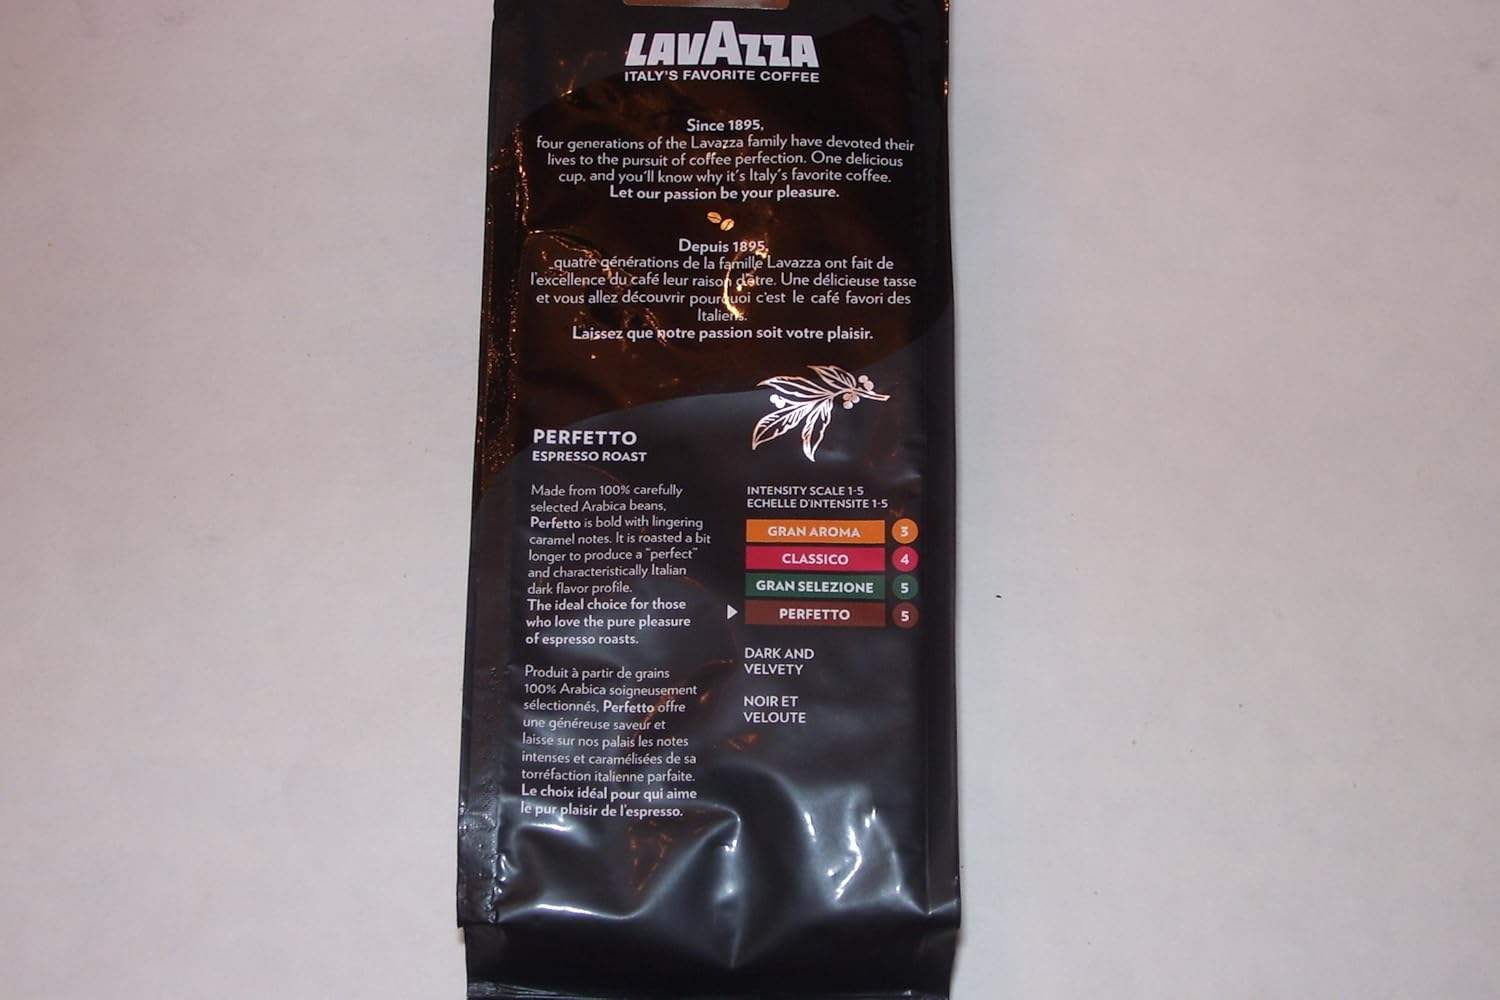 LAVAZZA
ITALY'S FAVORITE COFFEE
Since 1895,
four generations of the Lavazza family have devoted their
lives to the pursuit of coffee perfection. One delicious
cup, and you'll know why it's Italy's favorite coffee.
Let our passion be your pleasure.
Depuis 1895,
quatre générations de la famille Lavazza ont fait de
l'excellence du café leur raison d'être. Une délicieuse tasse
et vous allez découvrir pourquoi c'est le café favori des
Italiens.
Laissez que notre passion soit votre plaisir.
PERFETTO
ESPRESSO ROAST
Made from 100% carefully
selected Arabica beans,
Perfetto is bold with lingering
caramel notes. It is roasted a bit
longer to produce a "perfect"
and characteristically Italian
dark flavor profile.
The ideal choice for those
who love the pure pleasure
of espresso roasts.
Produit à partir de grains
100% Arabica soigneusement
sélectionnés, Perfetto offre
une généreuse saveur et
laisse sur nos palais les notes
intenses et caramélisées de sa
torréfaction italienne parfaite.
Le choix idéal pour qui aime
le pur plaisir de l'espresso.
INTENSITY SCALE 1-5
ECHELLE D'INTENSITE 1-5
GRAN AROMA 3
CLASSICO 4
GRAN SELEZIONE 5
PERFETTO 5
DARK AND
VELVETY
NOIR ET
VELOUTE